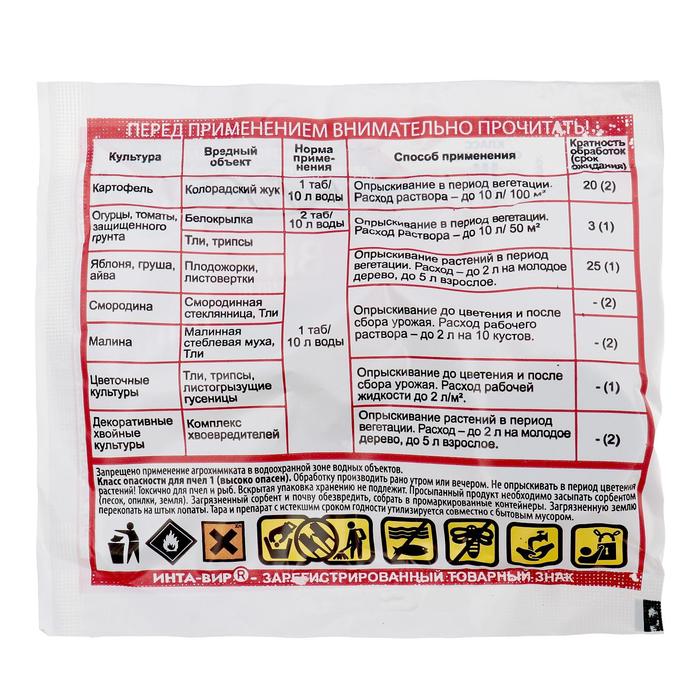 ПЕРЕД ПРИМЕНЕНИЕМ ВНИМАТЕЛЬНО ПРОЧИТАТЬ!
Культура
Вредный
объект
Норма
приме-
нения
Способ применения
Кратность
обработок
(срок
ожидания)
Картофель
Колорадский жук
1 таб/
10 л воды
Опрыскивание в период вегетации.
Расход раствора – до 10 л/ 100 м²
20 (2)
Огурцы, томаты,
защищенного
грунта
Белокрылка
2 таб/
10 л воды
Тли, трипсы
Опрыскивание в период вегетации.
Расход раствора – до 10 л/ 50 м²
3 (1)
Яблоня, груша,
айва
Плодожорки,
листовертки
1 таб/
10 л воды
Опрыскивание растений в период
вегетации. Расход – до 2 л на молодое
дерево, до 5 л взрослое.
25 (1)
Смородина
Смородинная
стеклянница, Тли
Опрыскивание до цветения и после
сбора урожая. Расход рабочего
раствора – до 2 л на 10 кустов.
- (2)
Малина
Малинная
стеблевая муха,
Тли
- (2)
Цветочные
культуры
Тли, трипсы,
листогрызущие
гусеницы
Опрыскивание до цветения и после
сбора урожая. Расход рабочей
жидкости до 2 л/м².
- (1)
Декоративные
хвойные
культуры
Комплекс
хвоевредителей
Опрыскивание растений в период
вегетации. Расход – до 2 л на молодое
дерево, до 5 л взрослое.
- (2)
Запрещено применение агрохимиката в водоохранной зоне водных объектов.
Класс опасности для пчел 1 (высоко опасен). Обработку производить рано утром или вечером. Не опрыскивать в период цветения
растений! Токсично для пчел и рыб. Вскрытая упаковка хранению не подлежит. Просыпанный продукт необходимо засыпать сорбентом
(песок, опилки, земля). Загрязненный сорбент и почву обезвредить, собрать в промаркированные контейнеры. Загрязненную землю
перекопать на штык лопаты. Тара и препарат с истекшим сроком годности утилизируется совместно с бытовым мусором.
ИНТА-ВИР® - ЗАРЕГИСТРИРОВАННЫЙ ТОВАРНЫЙ ЗНАК